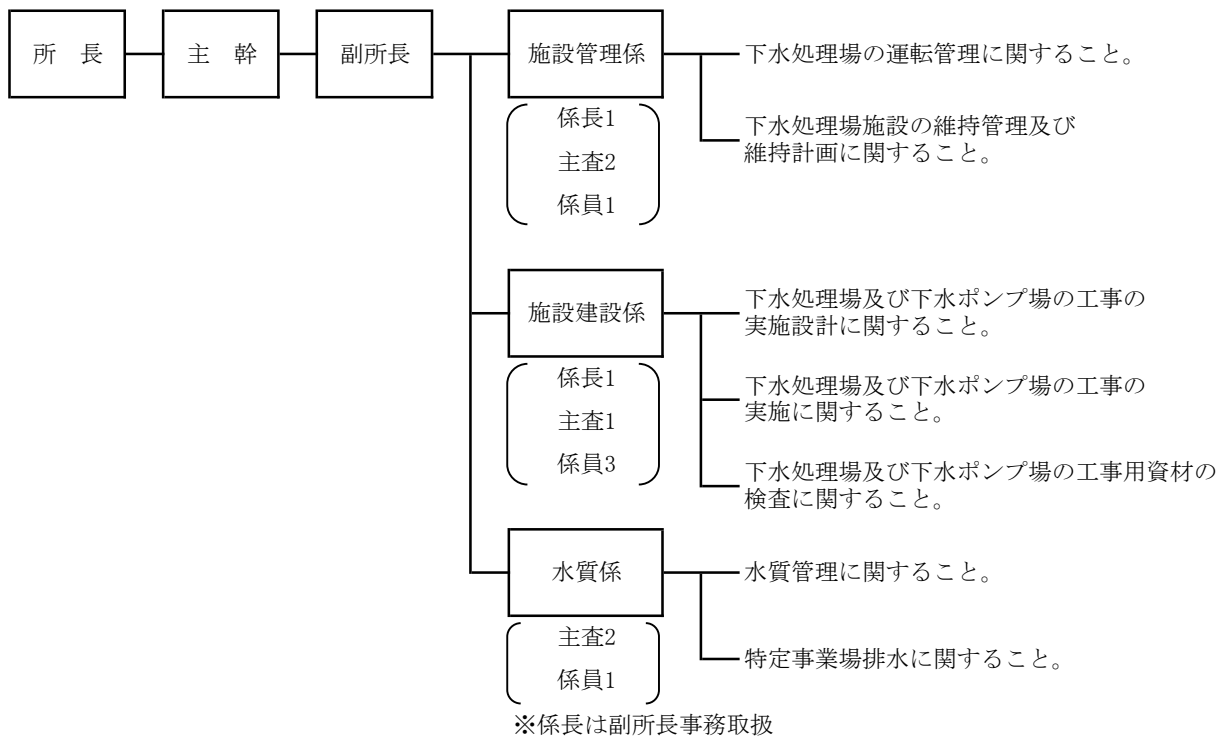 所　長
主　幹
副所長
施設管理係
係長1
主査2
係員1
下水処理場の運転管理に関すること。
下水処理場施設の維持管理及び
維持計画に関すること。
施設建設係
係長1
主査1
係員3
下水処理場及び下水ポンプ場の工事の
実施設計に関すること。
下水処理場及び下水ポンプ場の工事の
実施に関すること。
下水処理場及び下水ポンプ場の工事用資材の
検査に関すること。
水質係
主査2
係員1
※係長は副所長事務取扱
水質管理に関すること。
特定事業場排水に関すること。